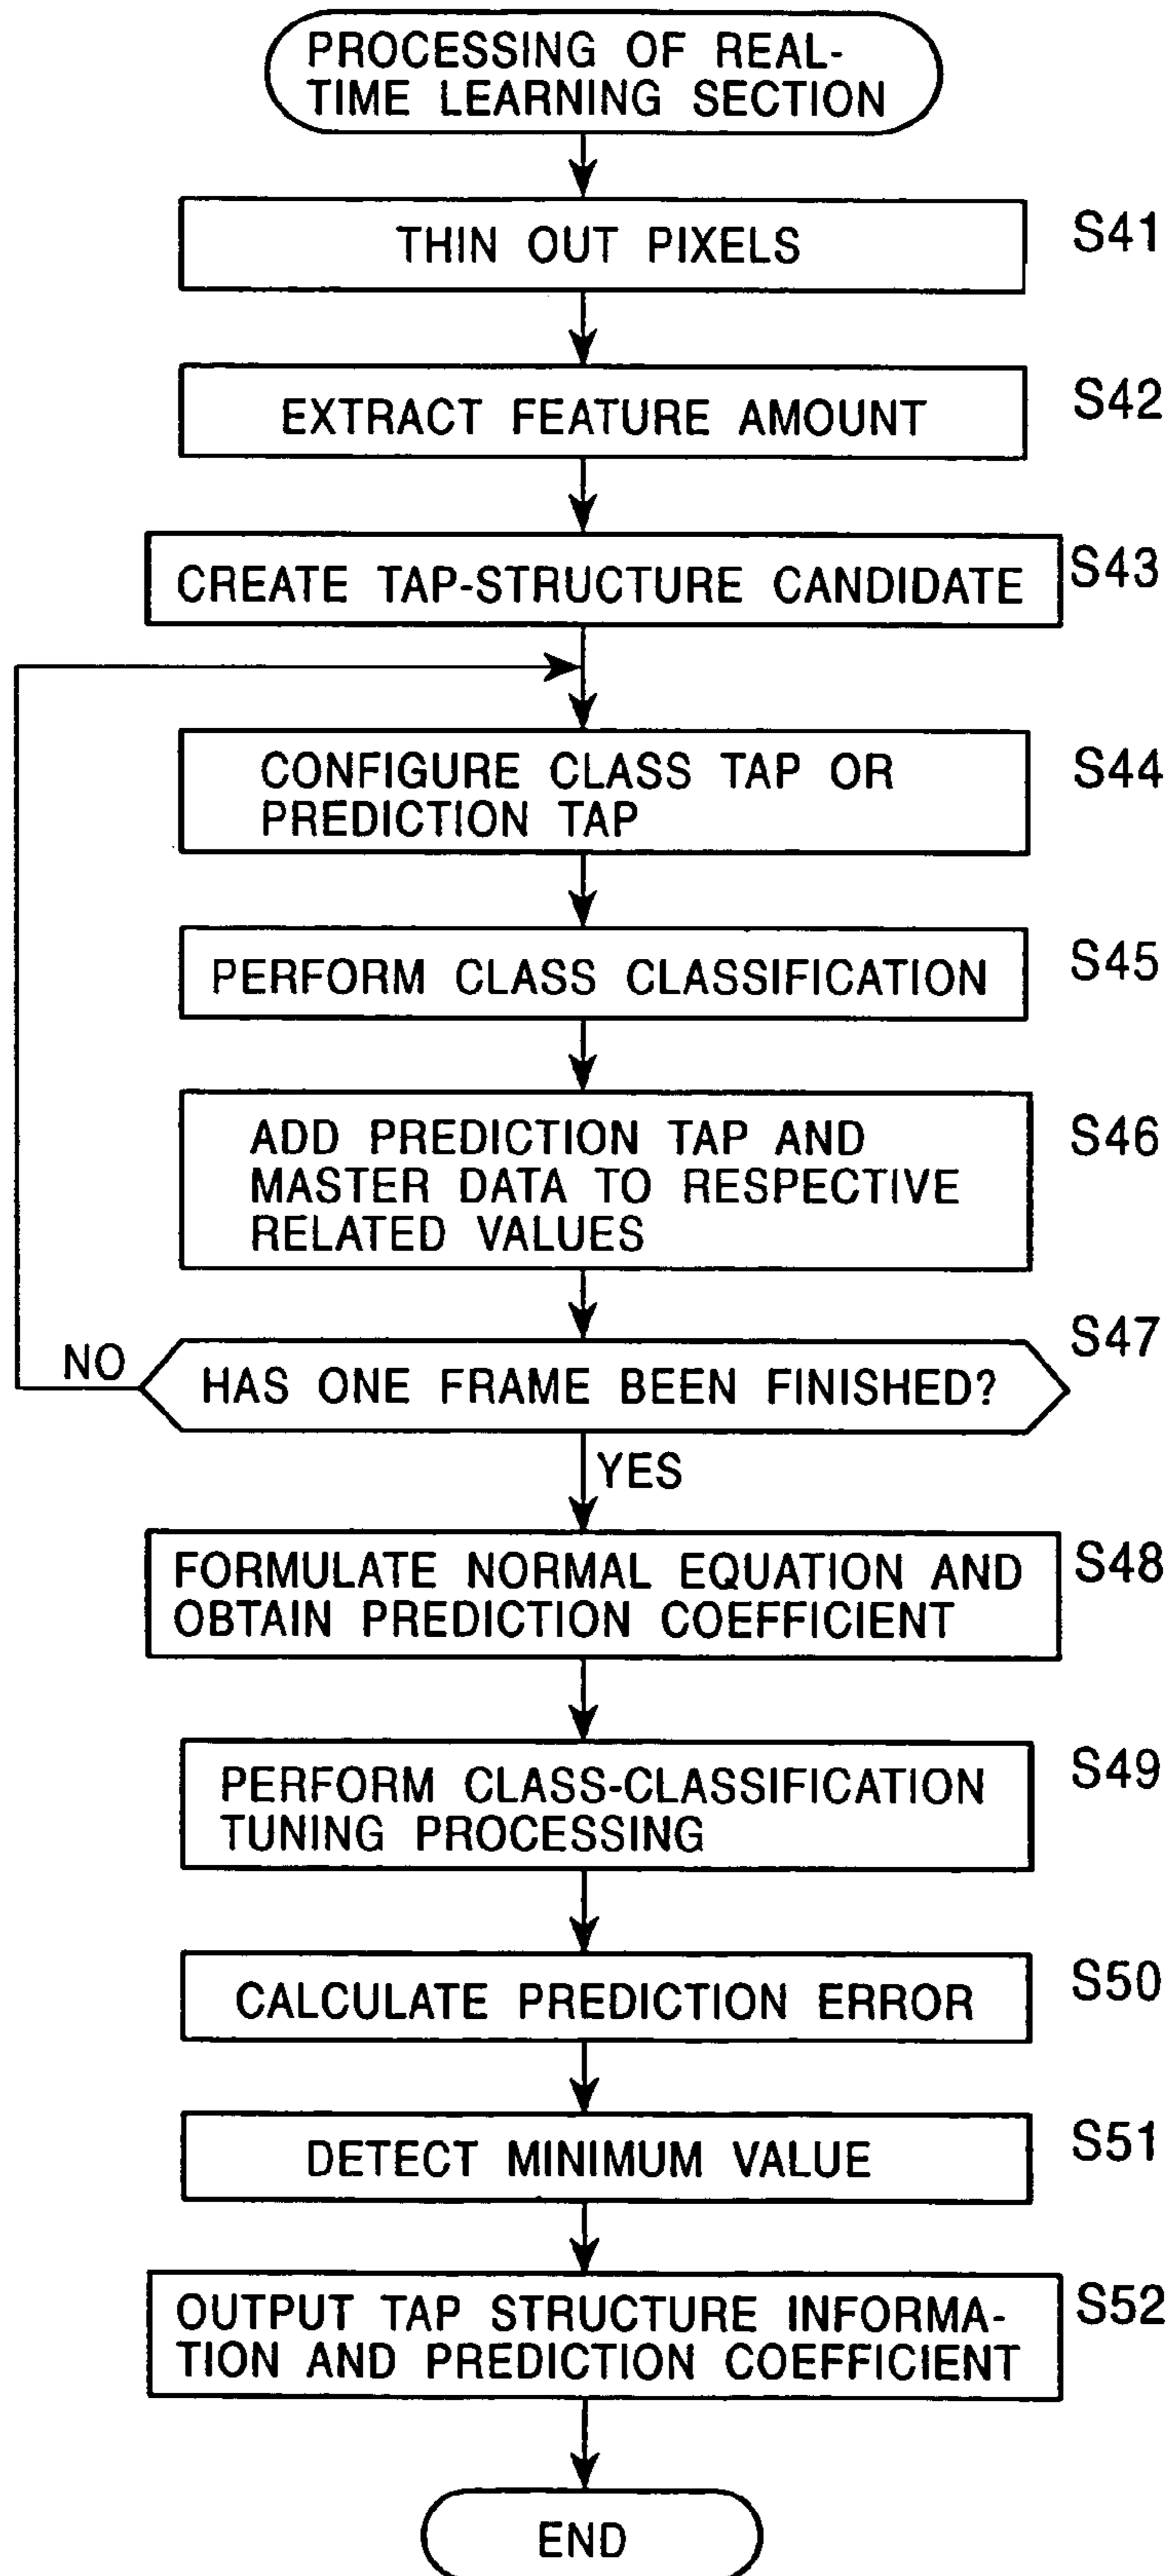 PROCESSING OF REAL-
TIME LEARNING SECTION
THIN OUT PIXELS
S41
EXTRACT FEATURE AMOUNT
S42
CREATE TAP-STRUCTURE CANDIDATE
S43
CONFIGURE CLASS TAP OR
PREDICTION TAP
S44
PERFORM CLASS CLASSIFICATION
S45
ADD PREDICTION TAP AND
MASTER DATA TO RESPECTIVE
RELATED VALUES
S46
HAS ONE FRAME BEEN FINISHED?
S47
NO
YES
FORMULATE NORMAL EQUATION AND
OBTAIN PREDICTION COEFFICIENT
S48
PERFORM CLASS-CLASSIFICATION
TUNING PROCESSING
S49
CALCULATE PREDICTION ERROR
S50
DETECT MINIMUM VALUE
S51
OUTPUT TAP STRUCTURE INFORMA-
TION AND PREDICTION COEFFICIENT
S52
END